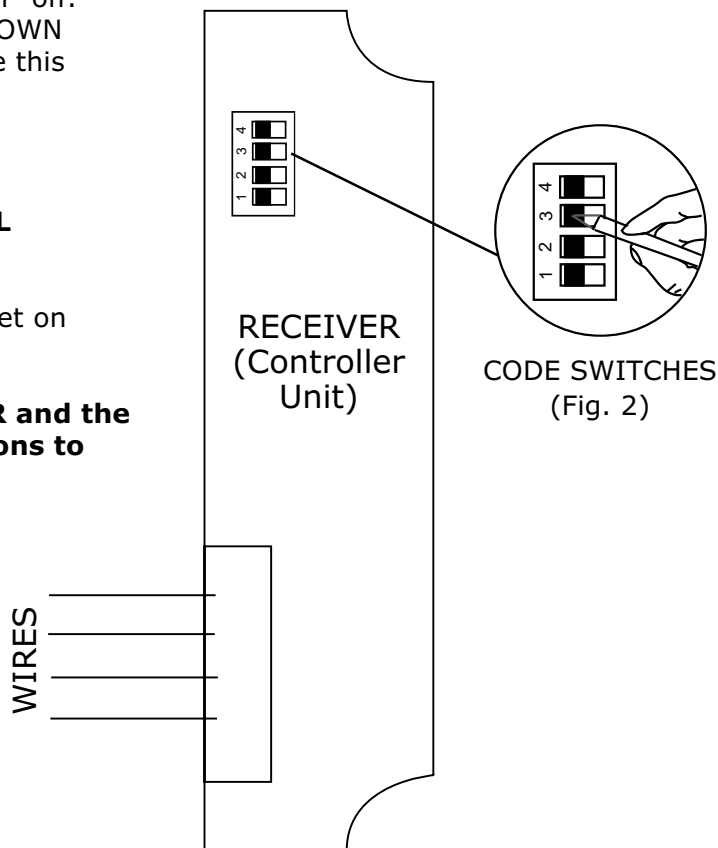 OWN
this
L
et on
R and the
ons to
4
3
2
1
4
3
2
1
RECEIVER
(Controller
Unit)
CODE SWITCHES
(Fig. 2)
WIRES